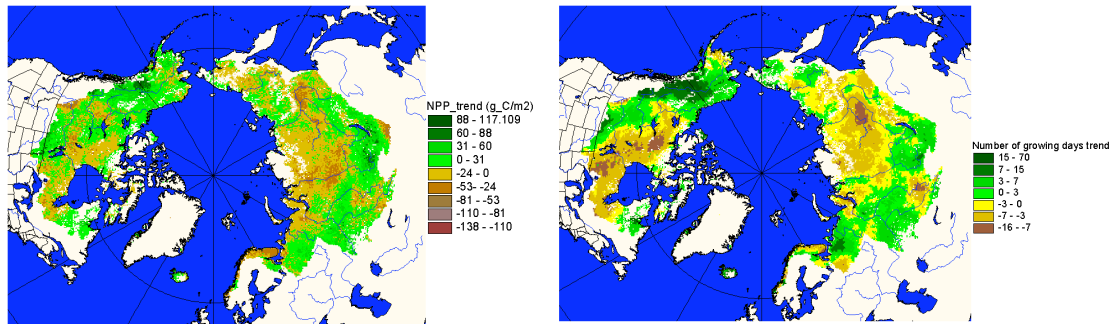 NPP_trend (g_C/m2)
88 - 117.109
60 - 88
31 - 60
0 - 31
-24 - 0
-53 - -24
-81 - -53
-110 - -81
-138 - -110
Number of growing days trend
15 - 70
7 - 15
3 - 7
0 - 3
-3 - 0
-7 - -3
-16 - -7